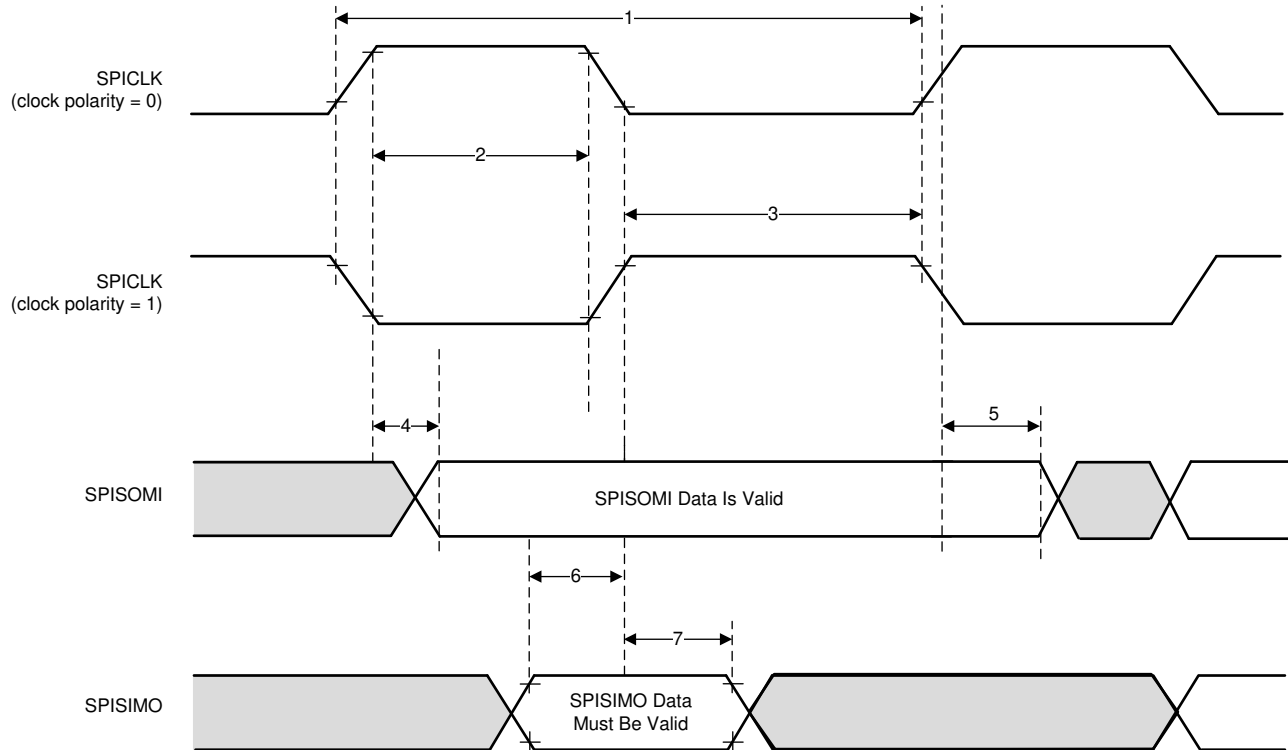 1
SPICLK
(clock polarity = 0)
2
3
SPICLK
(clock polarity = 1)
4
5
SPISOMI
SPISOMI Data Is Valid
6
7
SPISIMO
SPISIMO Data
Must Be Valid